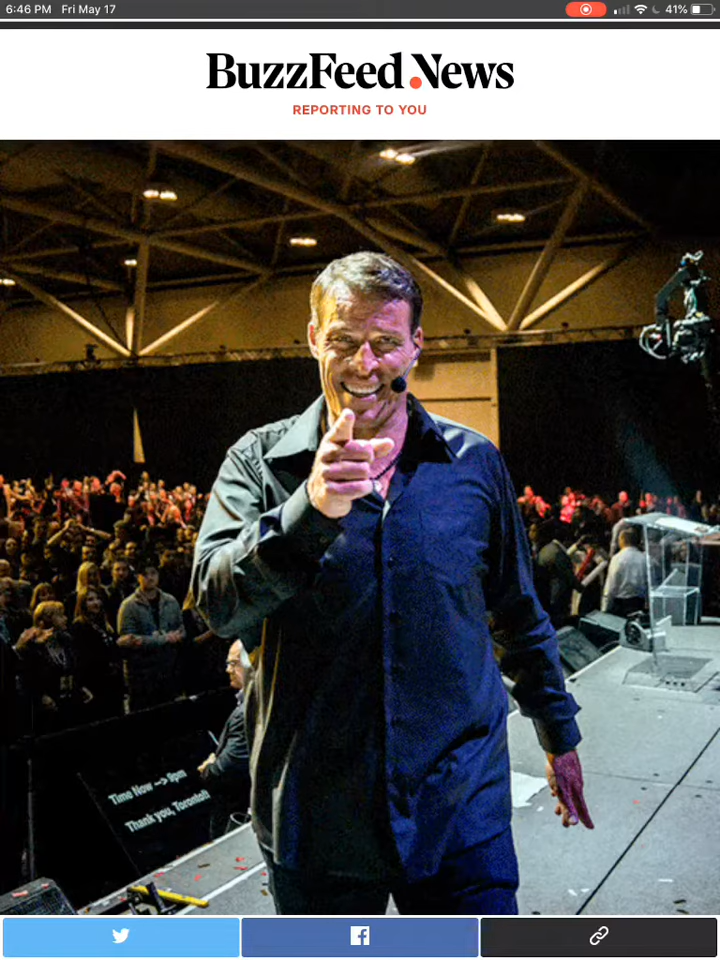 6:46 PM Fri May 17 41%
BuzzFeed News
REPORTING TO YOU
Time Now --> 9pm
Thank you, Toronto!!